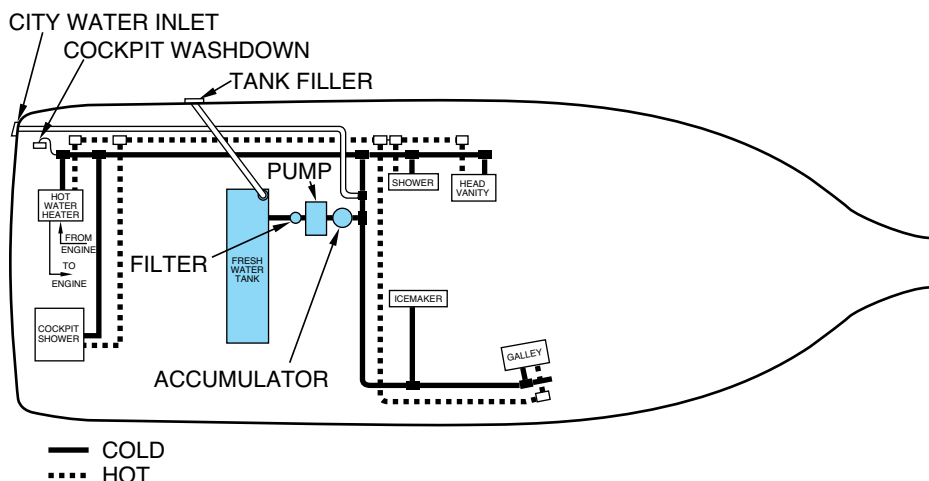 CITY WATER INLET
COCKPIT WASHDOWN
TANK FILLER
PUMP
SHOWER
HEAD
VANITY
HOT
WATER
HEATER
FROM
ENGINE
TO
ENGINE
FILTER
FRESH
WATER
TANK
ICEMAKER
COCKPIT
SHOWER
GALLEY
ACCUMULATOR
COLD
HOT